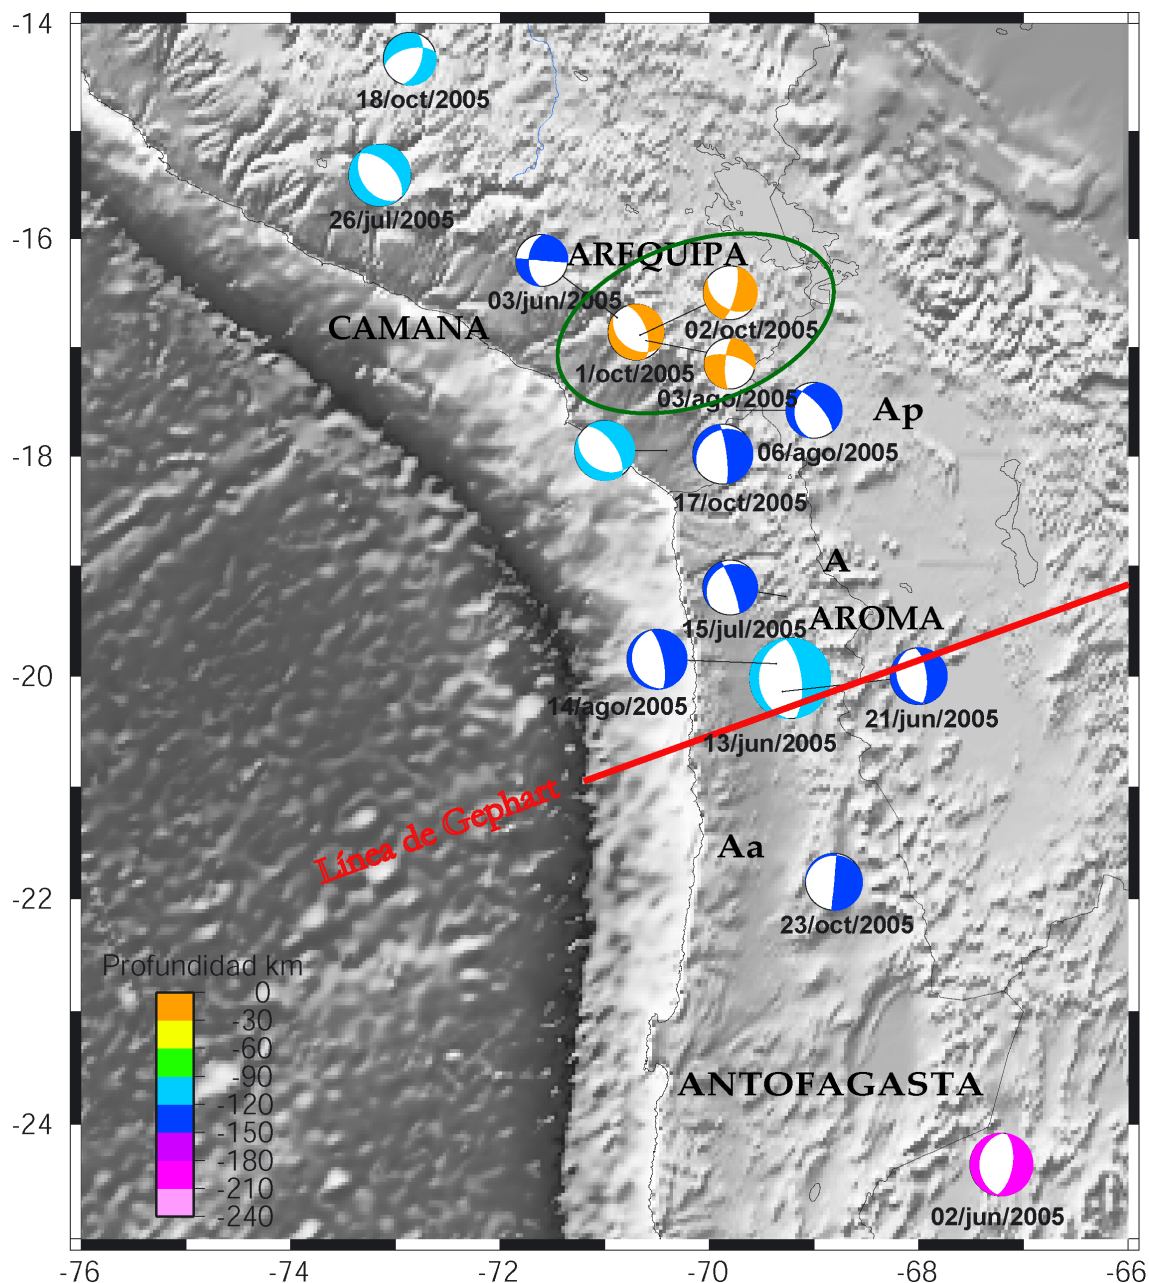 -14
18/oct/2005
26/jul/2005
-16
AREQUIPA
03/jun/2005
CAMANA
02/oct/2005
1/oct/2005
03/ago/2005
Ap
06/ago/2005
-18
17/oct/2005
A
AROMA
15/jul/2005
-20
14/ago/2005
21/jun/2005
13/jun/2005
Línea de Gephart
Aa
-22
23/oct/2005
Profundidad km
0
-30
-60
-90
-120
-150
-180
-210
-240
ANTOFAGASTA
-24
02/jun/2005
-76
-74
-72
-70
-68
-66